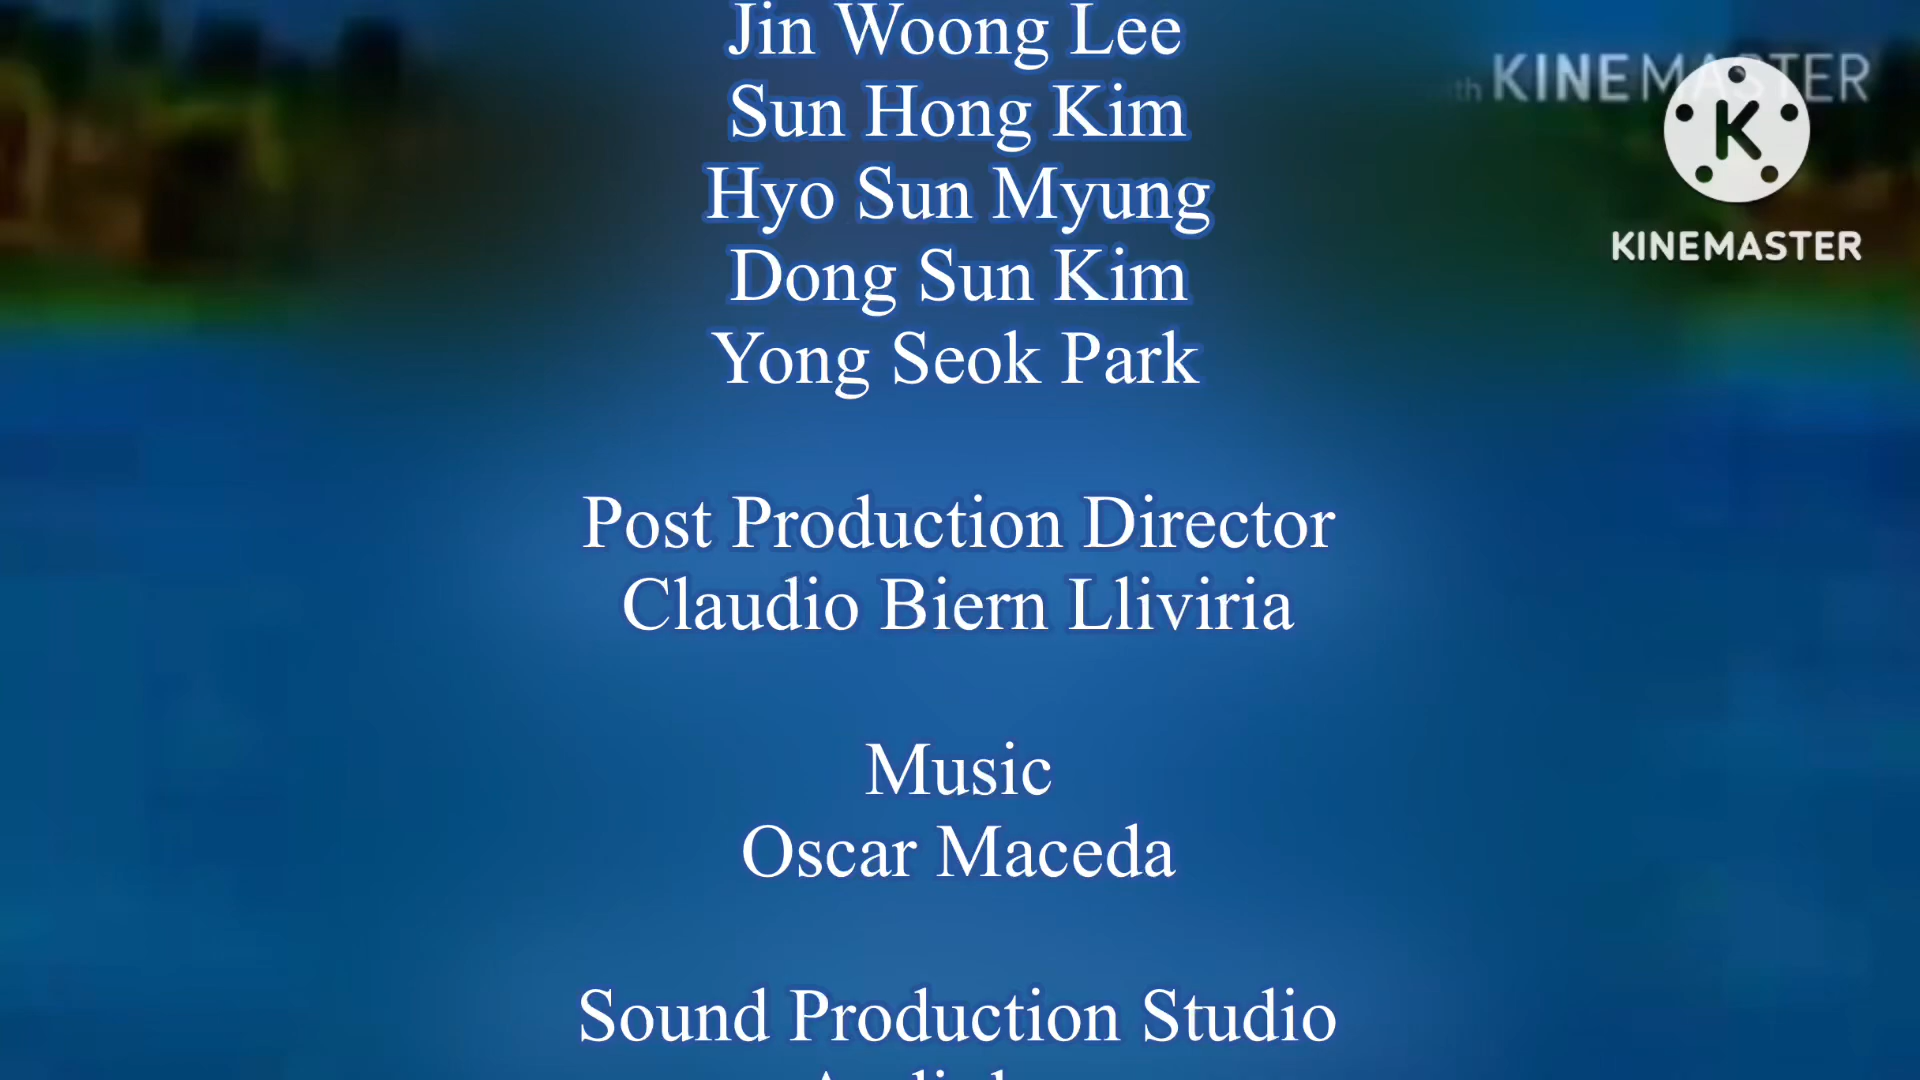 Jin Woong Lee
Sun Hong Kim
Hyo Sun Myung
Dong Sun Kim
Yong Seok Park
Post Production Director
Claudio Biern Lliviria
Music
Oscar Maceda
Sound Production Studio
KINEMASTER
K
KINEMASTER